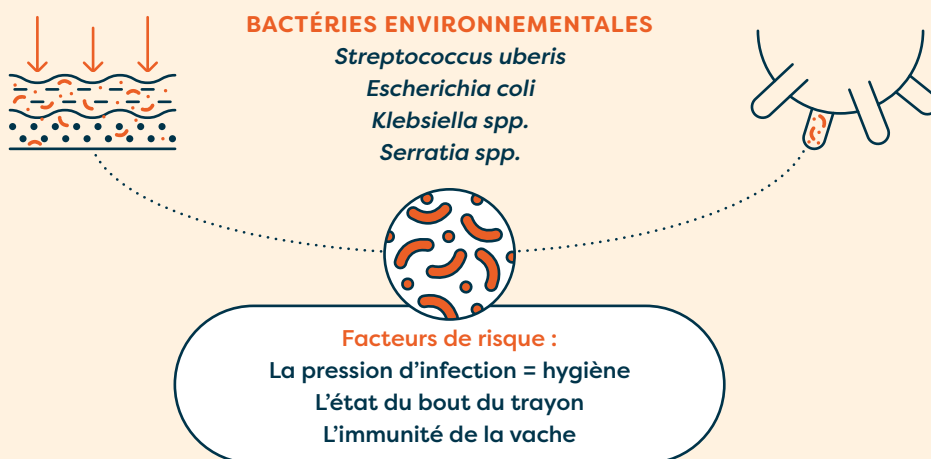 BACTÉRIES ENVIRONNEMENTALES
Streptococcus uberis
Escherichia coli
Klebsiella spp.
Serratia spp.
Facteurs de risque :
La pression d’infection = hygiène
L’état du bout du trayon
L’immunité de la vache